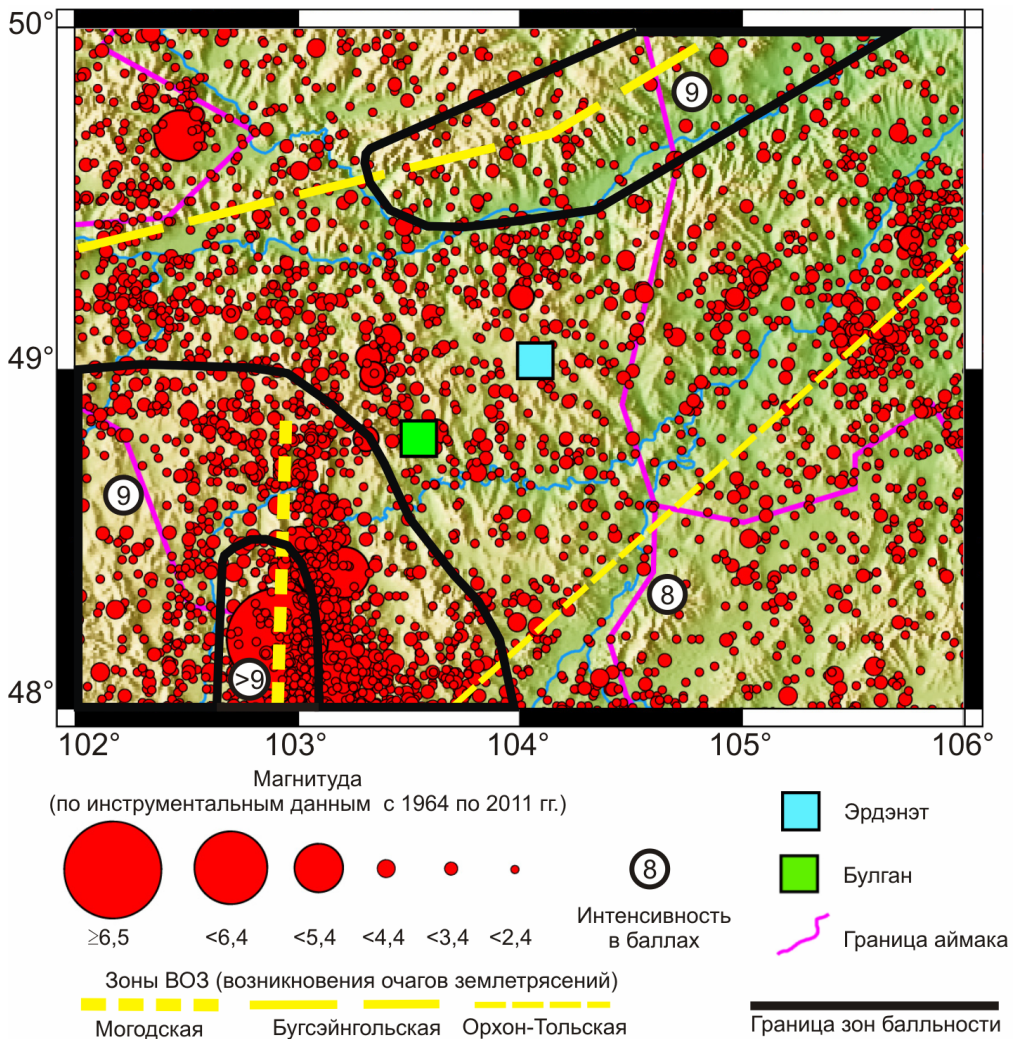 50°
9
49°
9
8
48°
>9
102°
103°
104°
105°
106°
Магнитуда
(по инструментальным данным с 1964 по 2011 гг.)
≥6,5
<6,4
<5,4
<4,4
<3,4
<2,4
8
Интенсивность
в баллах
Эрдэнэт
Булган
Граница аймака
Зоны ВОЗ (возникновения очагов землетрясений)
Могодская
Бугсэйнгольская
Орхон-Тольская
Граница зон балльности